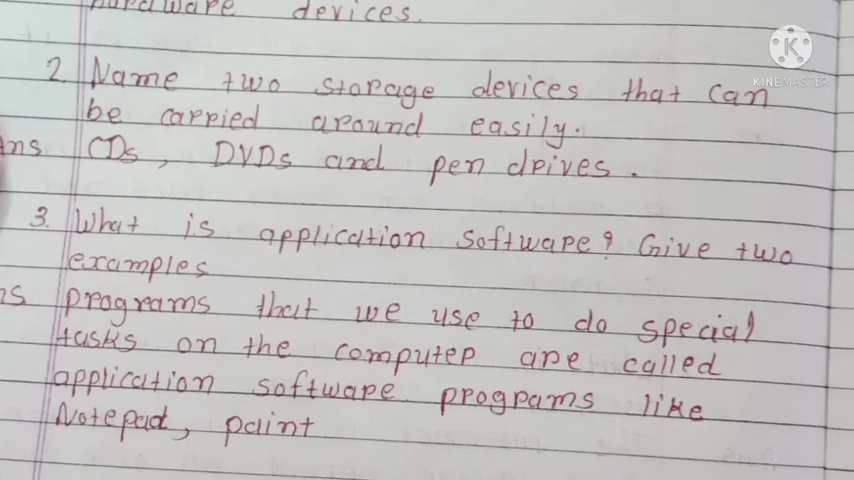 hardware devices.
KINEMASTER
2. Name two storage devices that can
be carried around easily.
Ans CDs, DVDs and pen drives.
3. What is application software? Give two
examples
ns programs that we use to do special
tasks on the computer are called
application software programs like
Notepad, paint